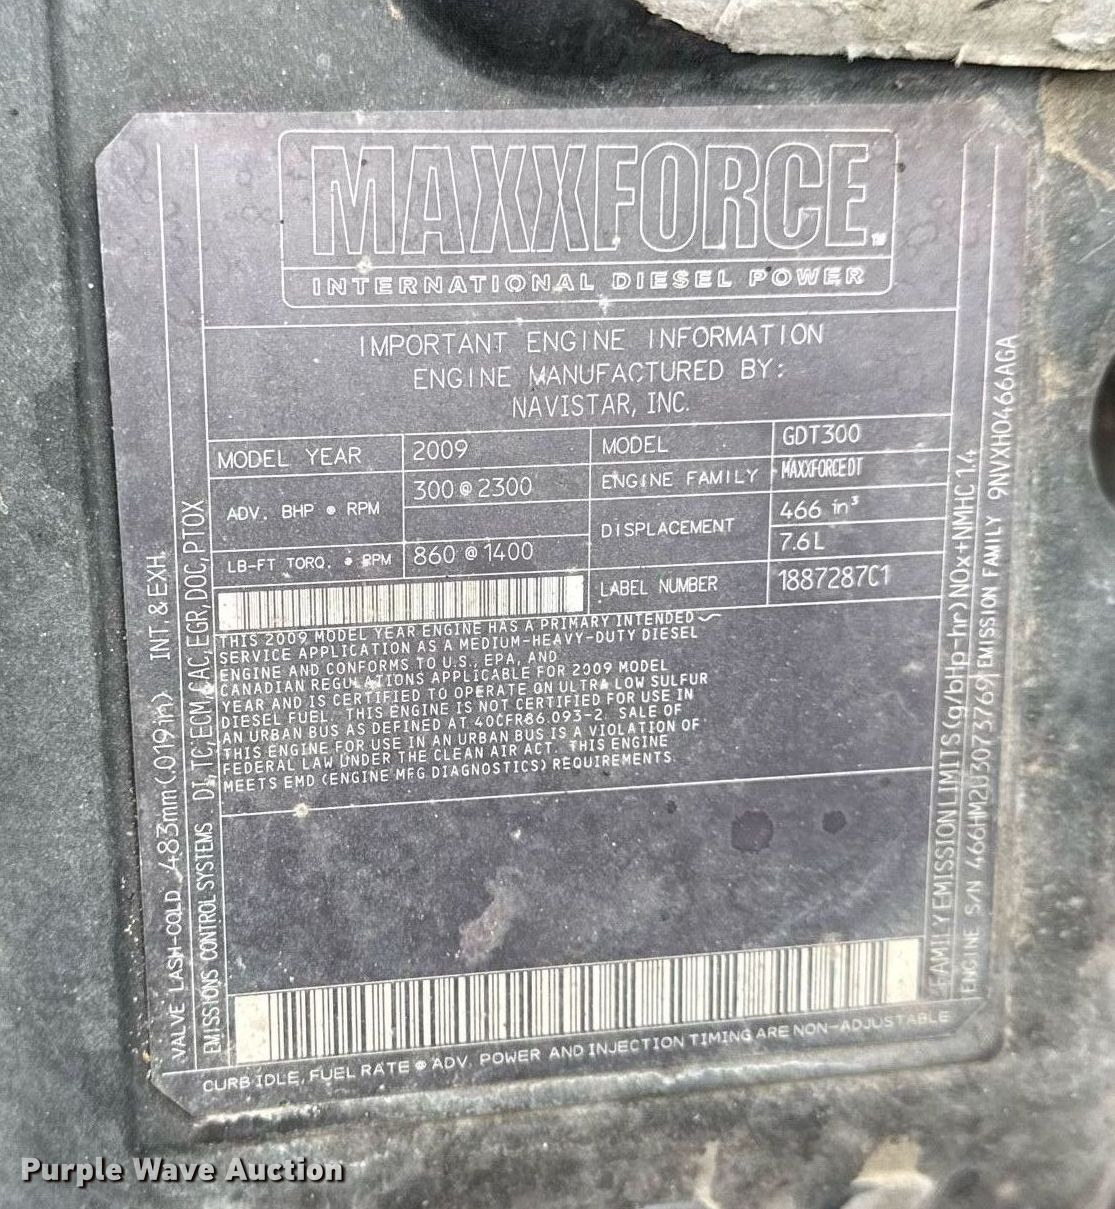 MAXXFORCE™
INTERNATIONAL DIESEL POWER
IMPORTANT ENGINE INFORMATION
ENGINE MANUFACTURED BY:
NAVISTAR, INC.
MODEL YEAR 2009
ADV. BHP @ RPM 300 @ 2300
LB-FT TORQ. @ RPM 860 @ 1400
MODEL GDT300
ENGINE FAMILY MAXXFORCE DT
DISPLACEMENT 466 in³
7.6L
LABEL NUMBER 1887287C1
THIS 2009 MODEL YEAR ENGINE HAS A PRIMARY INTENDED
SERVICE APPLICATION AS A MEDIUM-HEAVY-DUTY DIESEL
ENGINE AND CONFORMS TO U.S., EPA, AND
CANADIAN REGULATIONS APPLICABLE FOR 2009 MODEL
YEAR AND IS CERTIFIED TO OPERATE ON ULTRA LOW SULFUR
DIESEL FUEL. THIS ENGINE IS NOT CERTIFIED FOR USE IN
AN URBAN BUS AS DEFINED AT 40CFR86.093-2. SALE OF
THIS ENGINE FOR USE IN AN URBAN BUS IS A VIOLATION OF
FEDERAL LAW UNDER THE CLEAN AIR ACT. THIS ENGINE
MEETS EMD (ENGINE MFG DIAGNOSTICS) REQUIREMENTS.
VALVE LASH-COLD .483mm(.019in) INT. & EXH.
EMISSIONS CONTROL SYSTEMS DI,TC,ECM,CAC,EGR,DOC,PTOX
FAMILY EMISSION LIMITS (g/bHp-hr) NOx+NMHC 1.4
ENGINE S/N 466HM2U3073769 EMISSION FAMILY 9NVXH0466AGA
CURB IDLE, FUEL RATE @ ADV. POWER AND INJECTION TIMING ARE NON-ADJUSTABLE
Purple Wave Auction